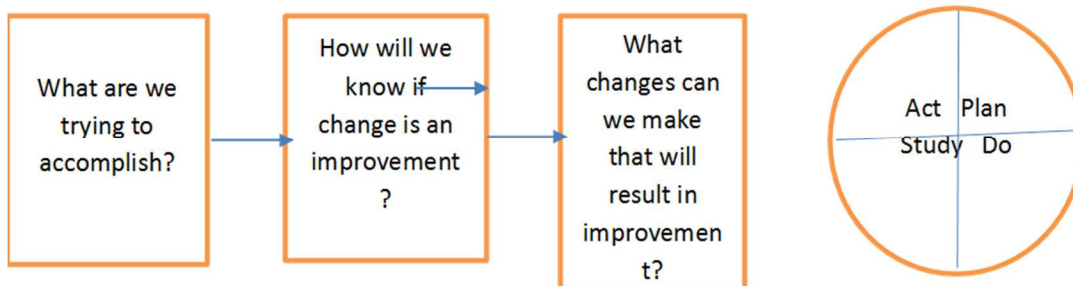 What are we
trying to
accomplish?
How will we
know if
change is an
improvement
?
What
changes can
we make
that will
result in
improvemen
t?
Act Plan
Study Do